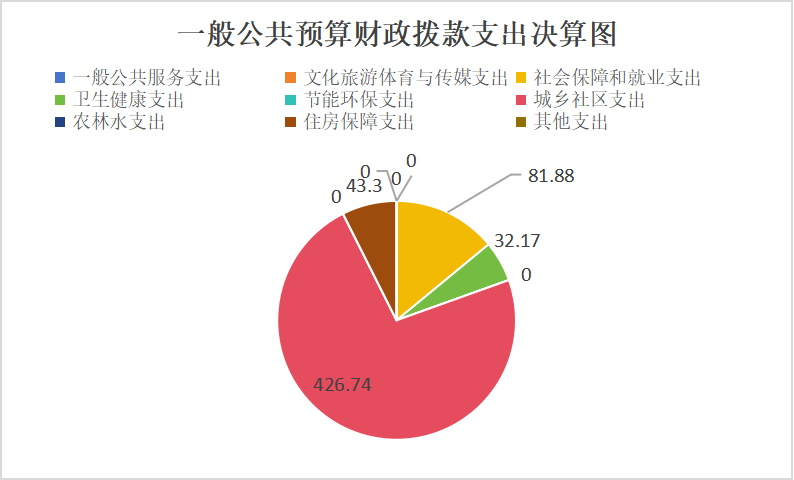 一般公共预算财政拨款支出决算图
一般公共服务支出 文化旅游体育与传媒支出 社会保障和就业支出
卫生健康支出 节能环保支出 城乡社区支出
农林水支出 住房保障支出 其他支出
0
0
81.88
0
43.3
0
32.17
0
426.74